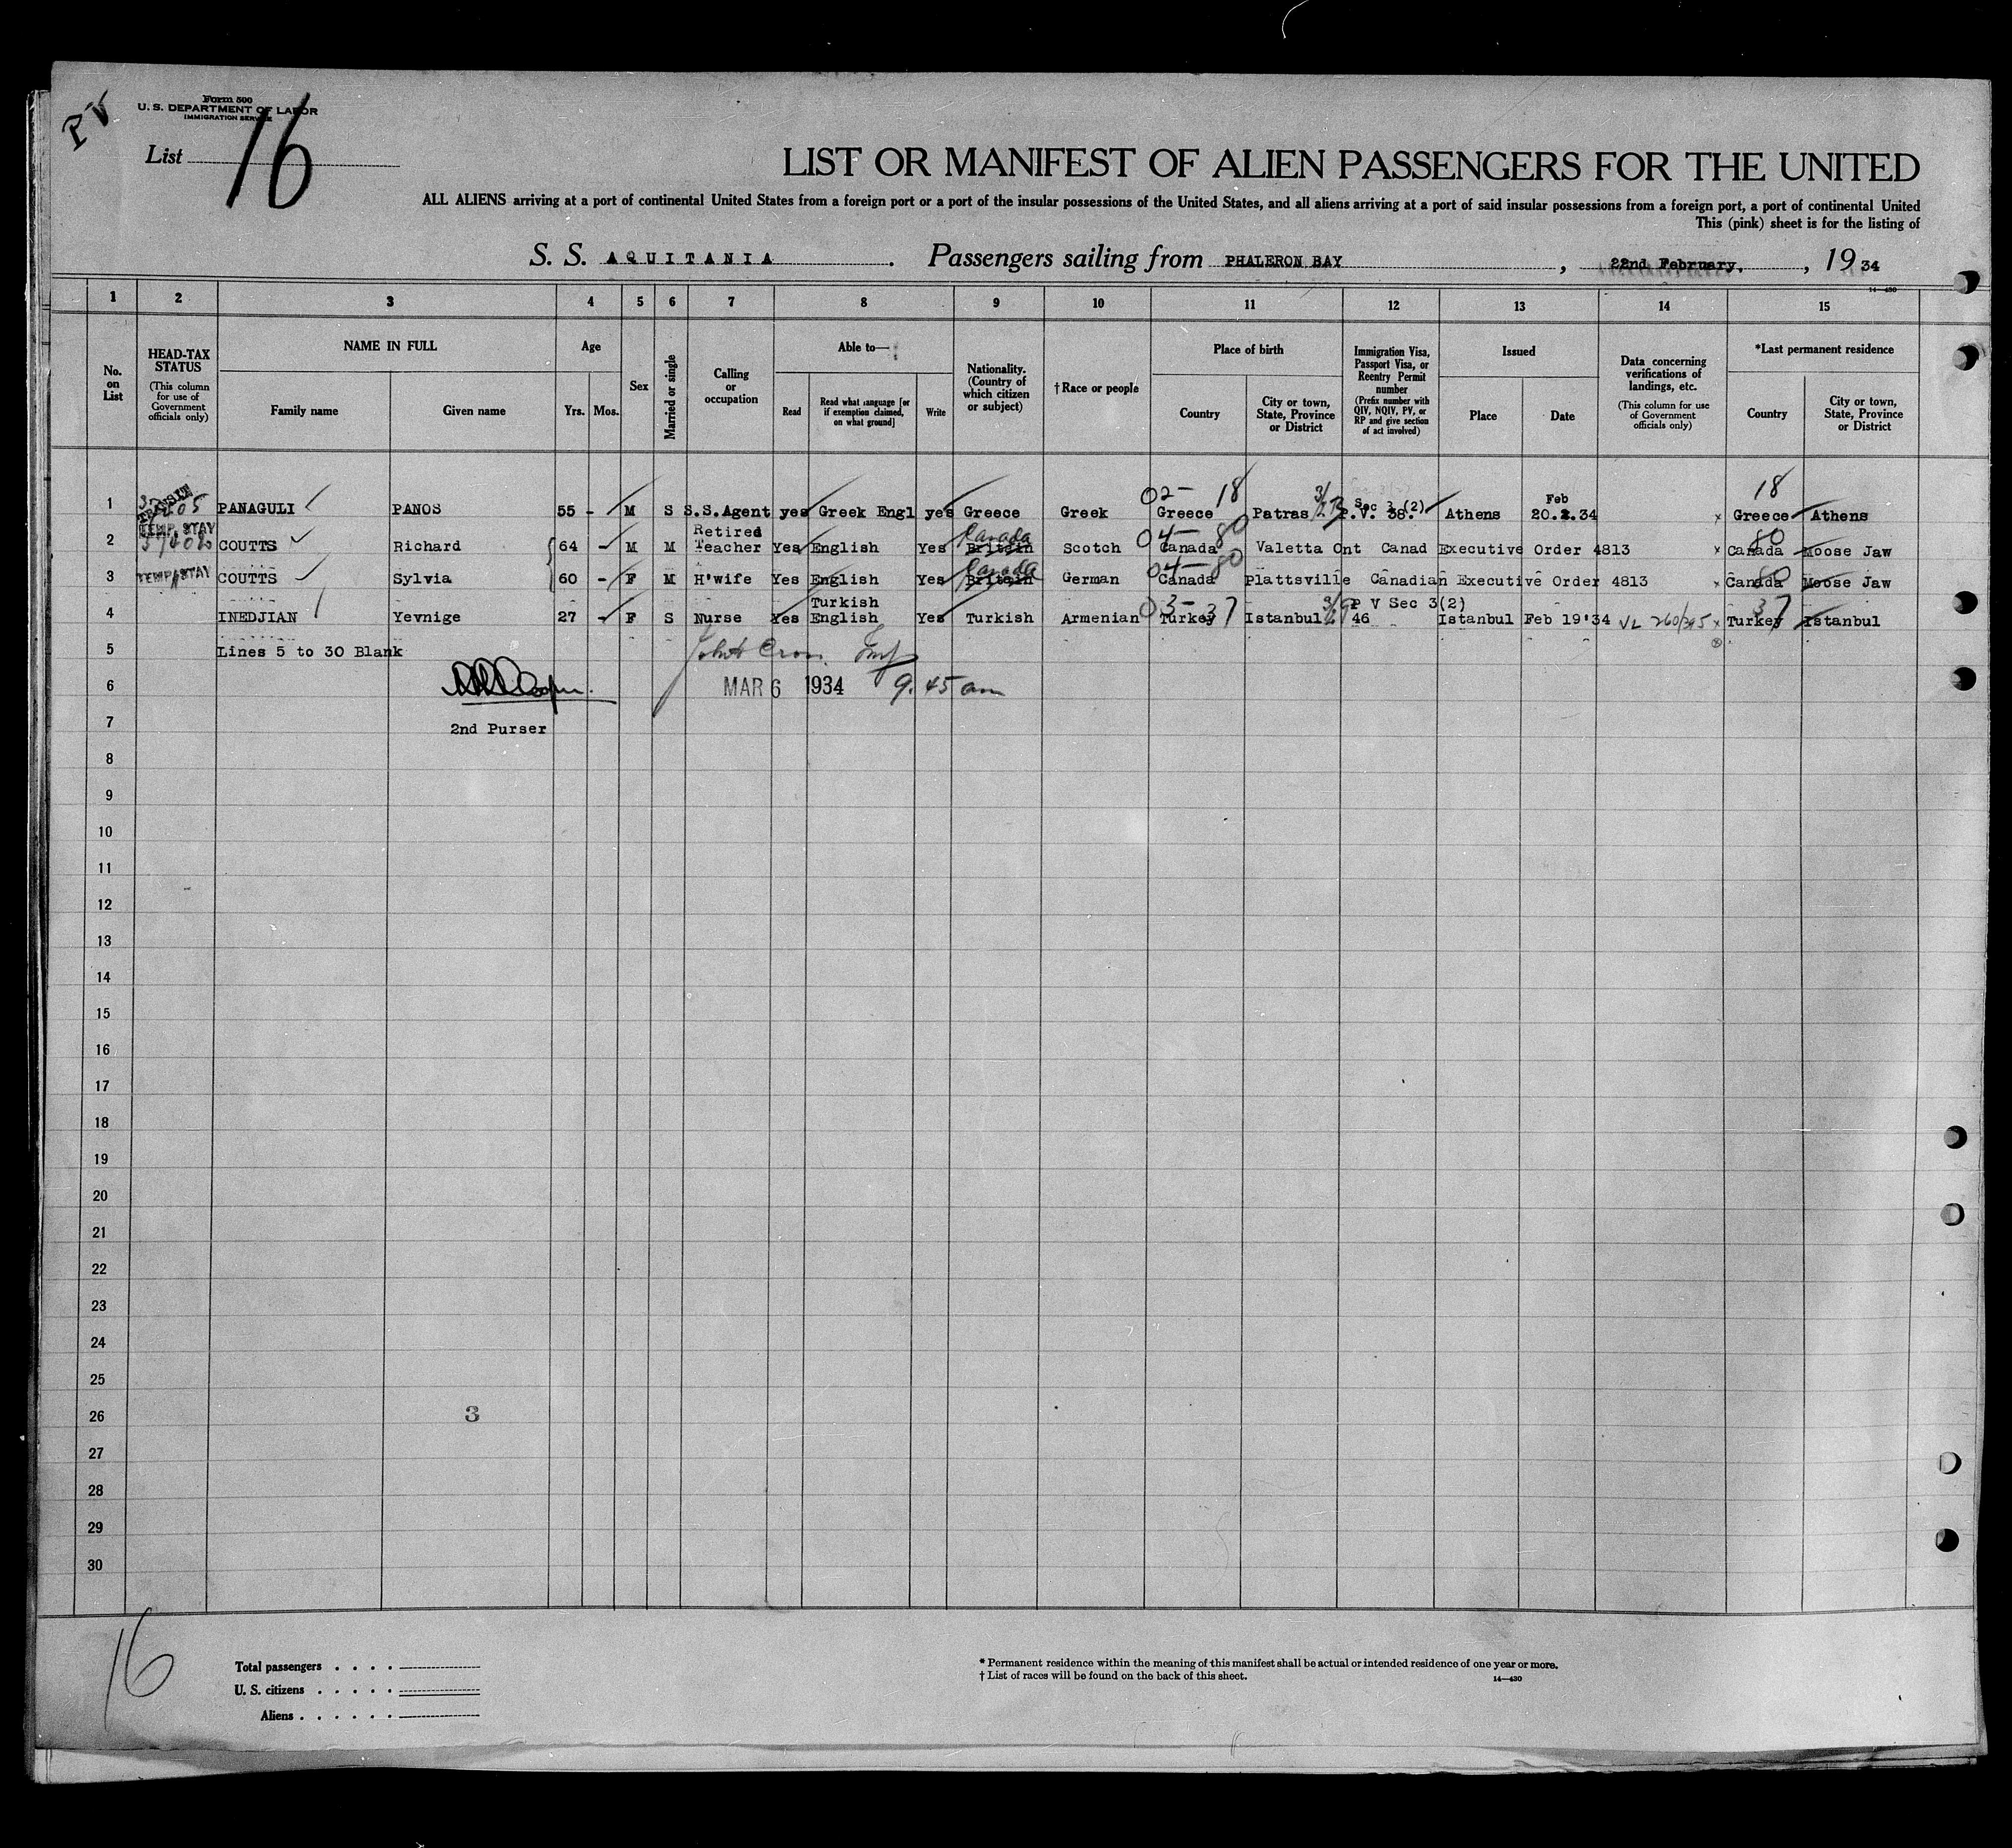 PV
Form 500
U. S. DEPARTMENT OF LABOR
IMMIGRATION SERVICE
List 16
LIST OR MANIFEST OF ALIEN PASSENGERS FOR THE UNITED
ALL ALIENS arriving at a port of continental United States from a foreign port or a port of the insular possessions of the United States, and all aliens arriving at a port of said insular possessions from a foreign port, a port of continental United
This (pink) sheet is for the listing of
S. S. AQUITANIA . Passengers sailing from PHALERON BAY , 22nd February. , 19 34
14—430
1 2 3 4 5 6 7 8 9 10 11 12 13 14 15
No. on List
HEAD-TAX STATUS
(This column for use of Government officials only)
NAME IN FULL
Family name Given name
Age
Yrs. Mos.
Sex
Married or single
Calling or occupation
Able to—
Read Read what language [or if exemption claimed, on what ground] Write
Nationality. (Country of which citizen or subject)
†Race or people
Place of birth
Country City or town, State, Province or District
Immigration Visa, Passport Visa, or Reentry Permit number
(Prefix number with QIV, NQIV, PV, or RP and give section of act involved)
Issued
Place Date
Data concerning verifications of landings, etc.
(This column for use of Government officials only)
*Last permanent residence
Country City or town, State, Province or District
02- 18 18
Sec 3 (2) Feb
1 TRANSIT PANAGULI PANOS 55 - M S S.S.Agent yes Greek Engl yes Greece Greek Greece Patras P.V. 38. Athens 20.2.34 x Greece Athens
TEMP. STAY Retired Canada 04- 80 80
2 COUTTS Richard 64 - M M Teacher Yes English Yes Britain Scotch Canada Valetta Ont Canad Executive Order 4813 x Canada Moose Jaw
Canada 04- 80 80
3 TEMP. STAY COUTTS Sylvia 60 - F M H'wife Yes English Yes Britain German Canada Plattsville Canadian Executive Order 4813 x Canada Moose Jaw
Turkish 03- 37 P V Sec 3(2) 37
4 INEDJIAN Yevnige 27 - F S Nurse Yes English Yes Turkish Armenian Turkey Istanbul 46 Istanbul Feb 19'34 VL 260/395 x Turkey Istanbul
5 Lines 5 to 30 Blank
6 MAR 6 1934 9.45 am
7 2nd Purser
8
9
10
11
12
13
14
15
16
17
18
19
20
21
22
23
24
25
26 3
27
28
29
30
16
Total passengers . . . .
U. S. citizens . . . . .
Aliens . . . . . .
* Permanent residence within the meaning of this manifest shall be actual or intended residence of one year or more.
† List of races will be found on the back of this sheet.
14—430